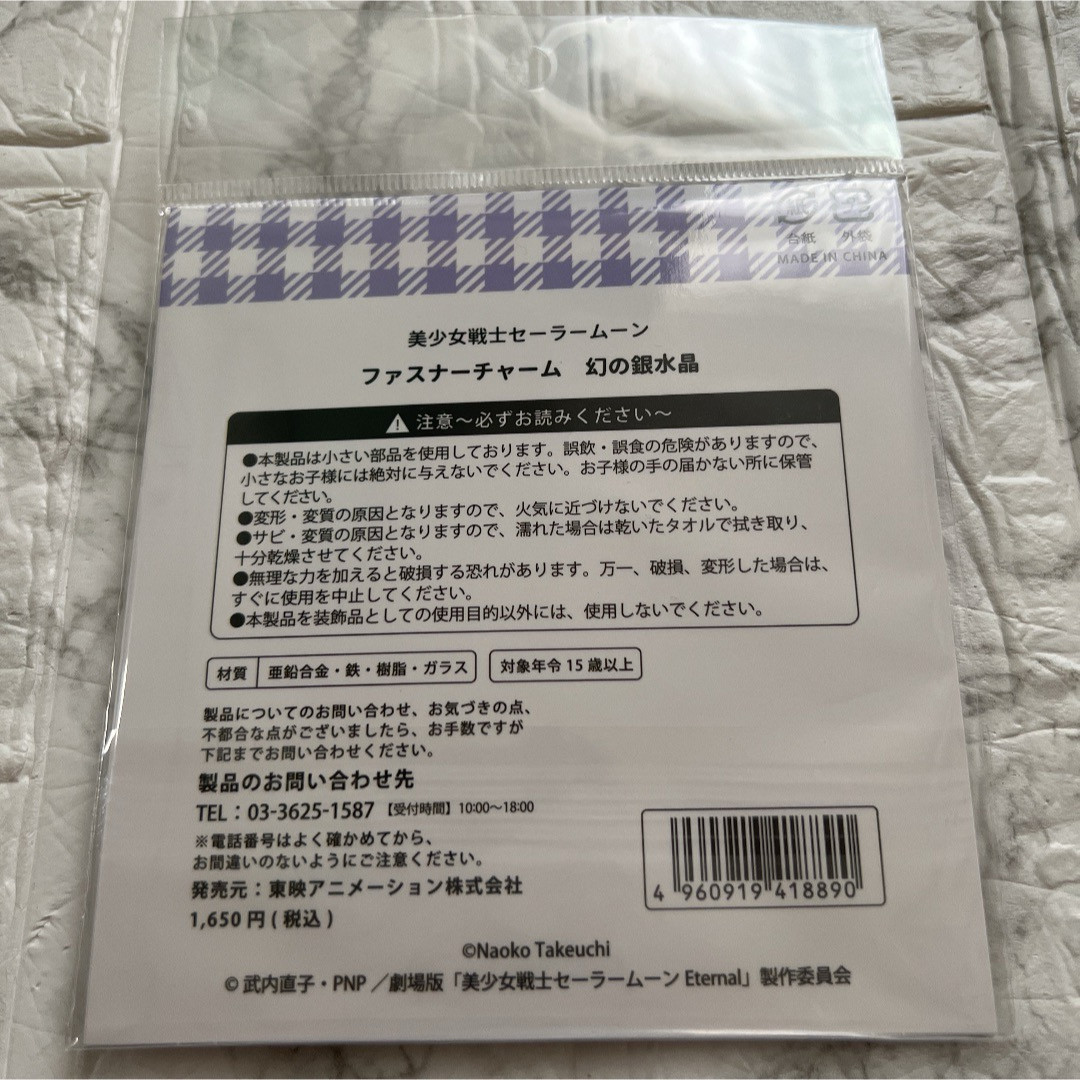 台紙 外袋
MADE IN CHINA
美少女戦士セーラームーン
ファスナーチャーム 幻の銀水晶
注意～必ずお読みください～
●本製品は小さい部品を使用しております。誤飲・誤食の危険がありますので、
小さなお子様には絶対に与えないでください。お子様の手の届かない所に保管
してください。
●変形・変質の原因となりますので、火気に近づけないでください。
●サビ・変質の原因となりますので、濡れた場合は乾いたタオルで拭き取り、
十分乾燥させてください。
●無理な力を加えると破損する恐れがあります。万一、破損、変形した場合は、
すぐに使用を中止してください。
●本製品を装飾品としての使用目的以外には、使用しないでください。
材質 亜鉛合金・鉄・樹脂・ガラス 対象年令15歳以上
製品についてのお問い合わせ、お気づきの点、
不都合な点がございましたら、お手数ですが
下記までお問い合わせください。
製品のお問い合わせ先
TEL：03-3625-1587 【受付時間】10:00～18:00
※電話番号はよく確かめてから、
お間違いのないようにご注意ください。
発売元：東映アニメーション株式会社
1,650円(税込)
4 960919 418890
©Naoko Takeuchi
© 武内直子・PNP／劇場版「美少女戦士セーラームーン Eternal」製作委員会